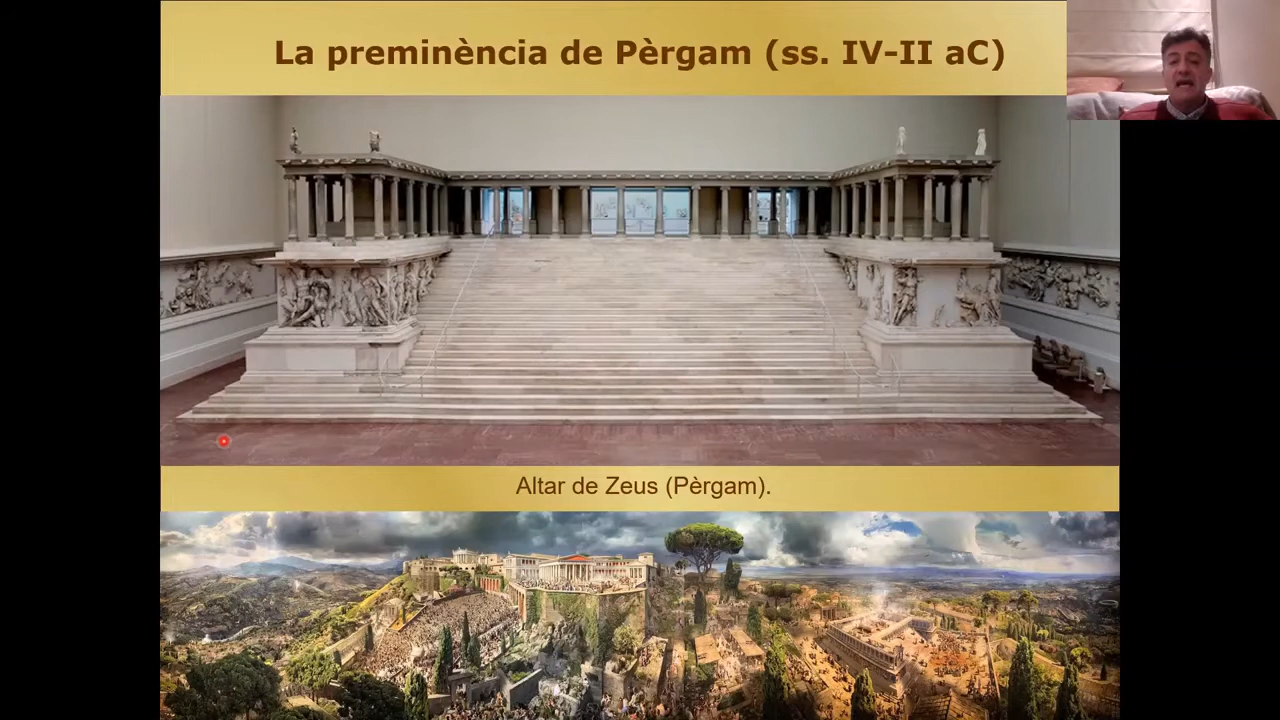 La preminència de Pèrgam (ss. IV-II aC)
Altar de Zeus (Pèrgam).